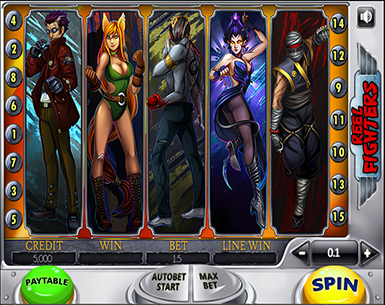 4
2
8
6
1
7
3
5
14
12
9
11
10
13
15
REEL
FIGHTERS
CREDIT WIN BET LINE WIN
5,000 15
- 0.1 +
PAYTABLE
AUTOBET
START
MAX
BET
SPIN